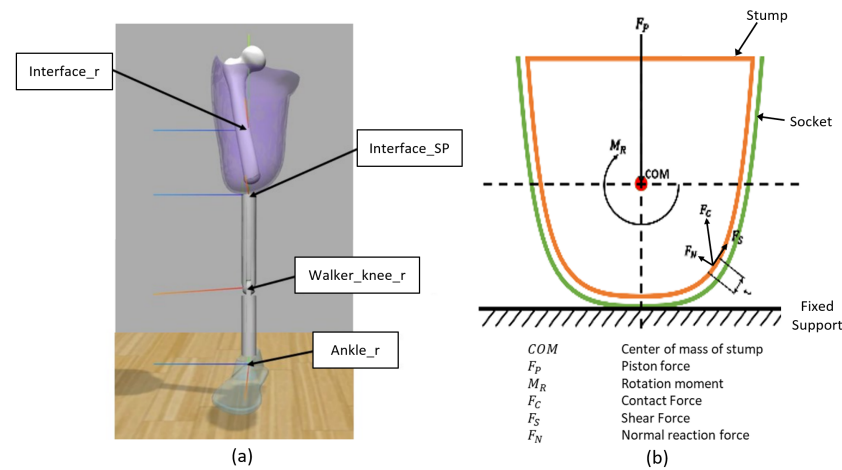 Interface_r
Interface_SP
Walker_knee_r
Ankle_r
(a)
F_P
Stump
Socket
M_R
COM
F_C
F_S
F_N
t
Fixed
Support
COM Center of mass of stump
F_P Piston force
M_R Rotation moment
F_C Contact Force
F_S Shear Force
F_N Normal reaction force
(b)